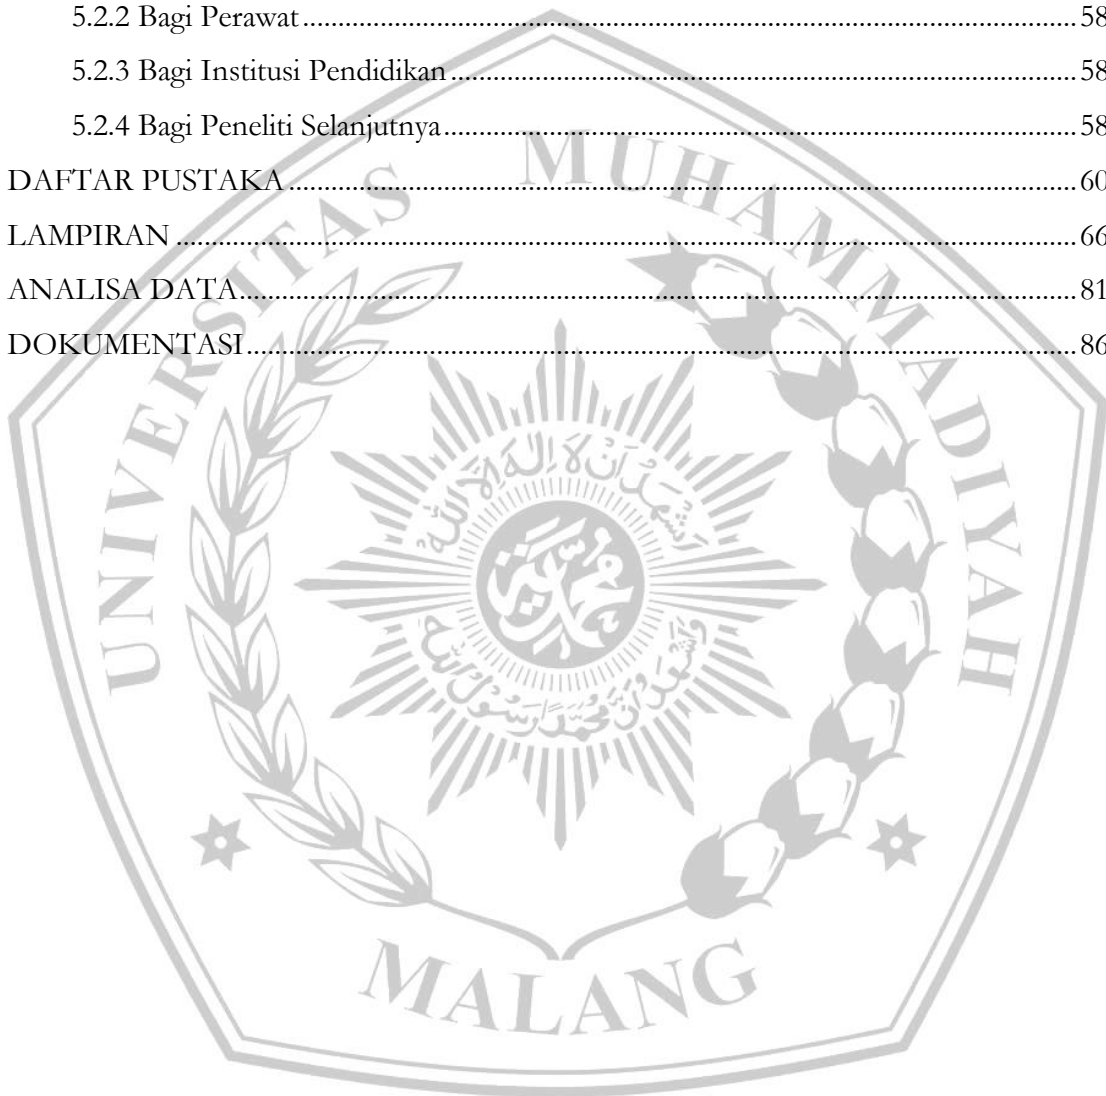 5.2.2 Bagi Perawat ........ 58
5.2.3 Bagi Institusi Pendidikan ........ 58
5.2.4 Bagi Peneliti Selanjutnya ........ 58
DAFTAR PUSTAKA ........ 60
LAMPIRAN ........ 66
ANALISA DATA ........ 81
DOKUMENTASI ........ 86
UNIVERSITAS MUHAMMADIYAH
MALANG